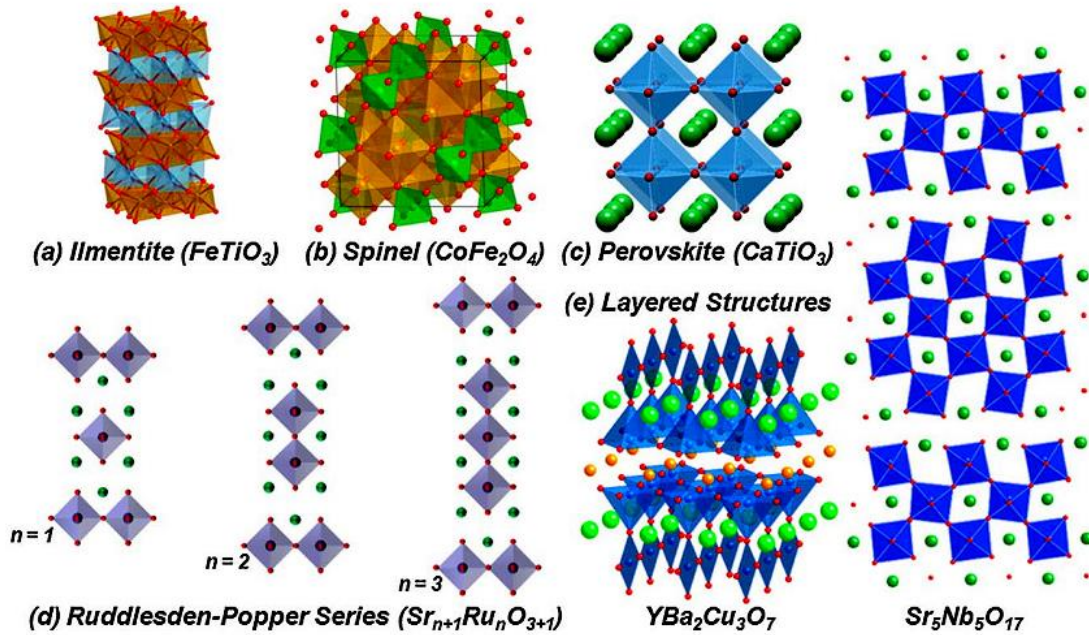 (a) Ilmentite (FeTiO₃)
(b) Spinel (CoFe₂O₄)
(c) Perovskite (CaTiO₃)
(e) Layered Structures
n = 1
n = 2
n = 3
(d) Ruddlesden-Popper Series (Srₙ₊₁RuₙO₃₊₁)
YBa₂Cu₃O₇
Sr₅Nb₅O₁₇